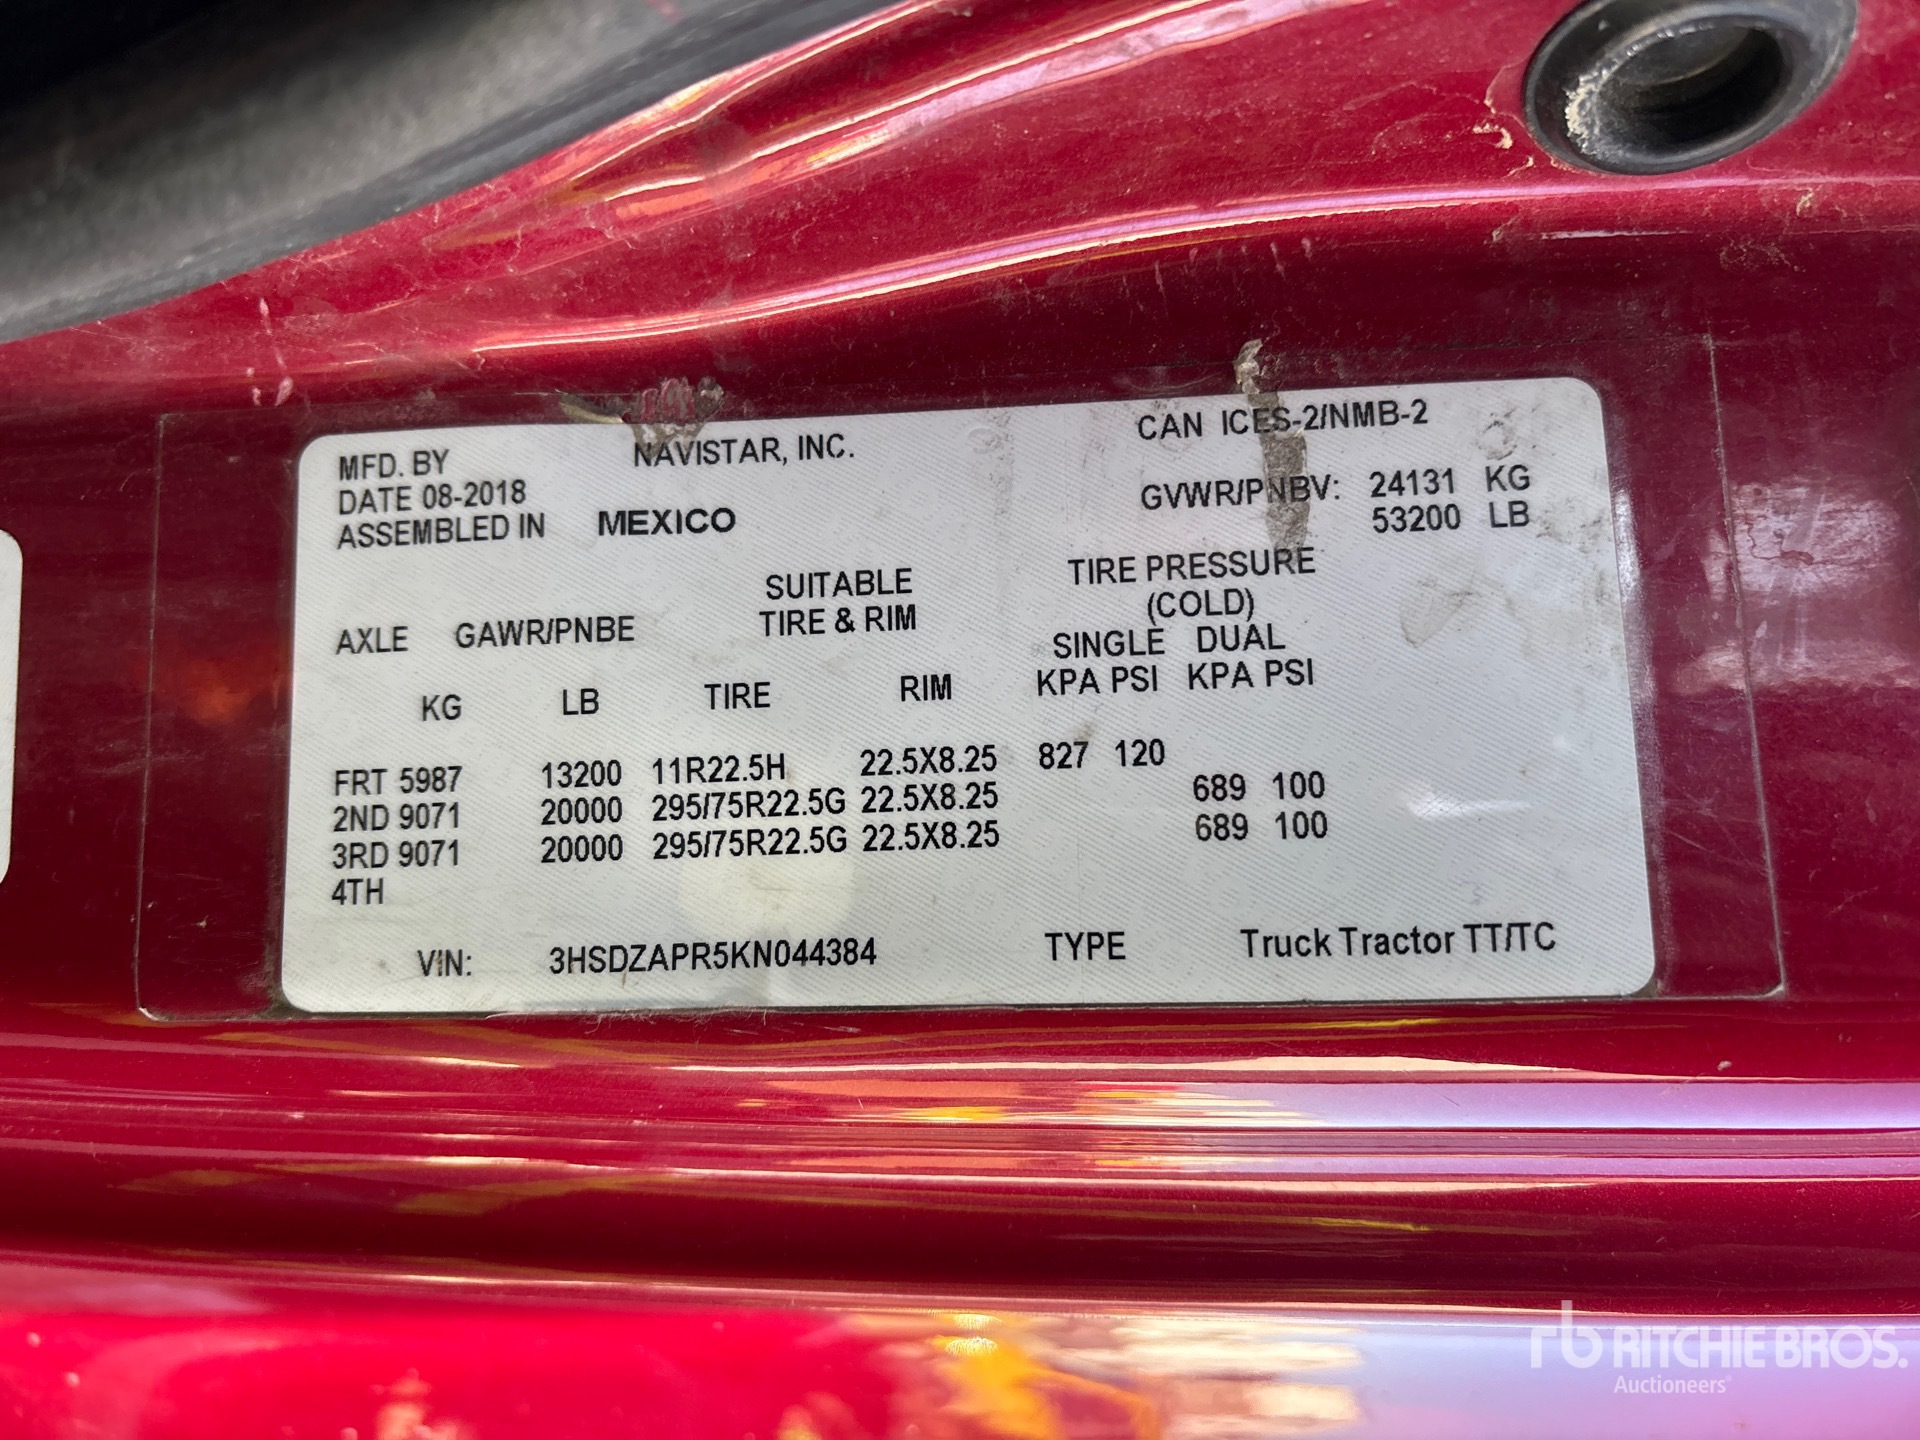 MFD. BY NAVISTAR, INC. CAN ICES-2/NMB-2
DATE 08-2018 GVWR/PNBV: 24131 KG
ASSEMBLED IN MEXICO 53200 LB
SUITABLE TIRE PRESSURE
TIRE & RIM (COLD)
AXLE GAWR/PNBE SINGLE DUAL
KG LB TIRE RIM KPA PSI KPA PSI
FRT 5987 13200 11R22.5H 22.5X8.25 827 120
2ND 9071 20000 295/75R22.5G 22.5X8.25 689 100
3RD 9071 20000 295/75R22.5G 22.5X8.25 689 100
4TH
VIN: 3HSDZAPR5KN044384 TYPE Truck Tractor TT/TC
rb RITCHIE BROS.
Auctioneers